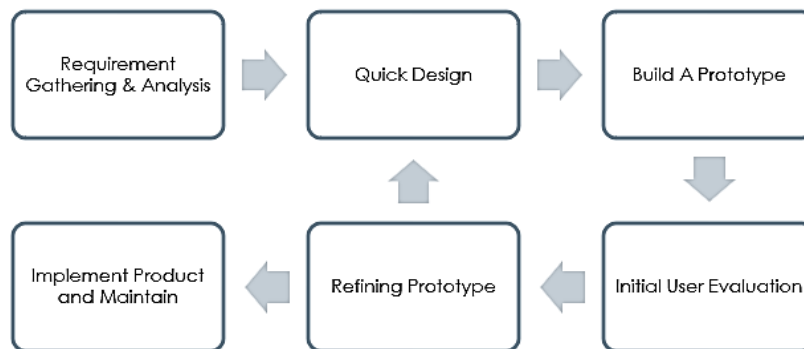 Requirement
Gathering & Analysis
Quick Design
Build A Prototype
Initial User Evaluation
Refining Prototype
Implement Product
and Maintain